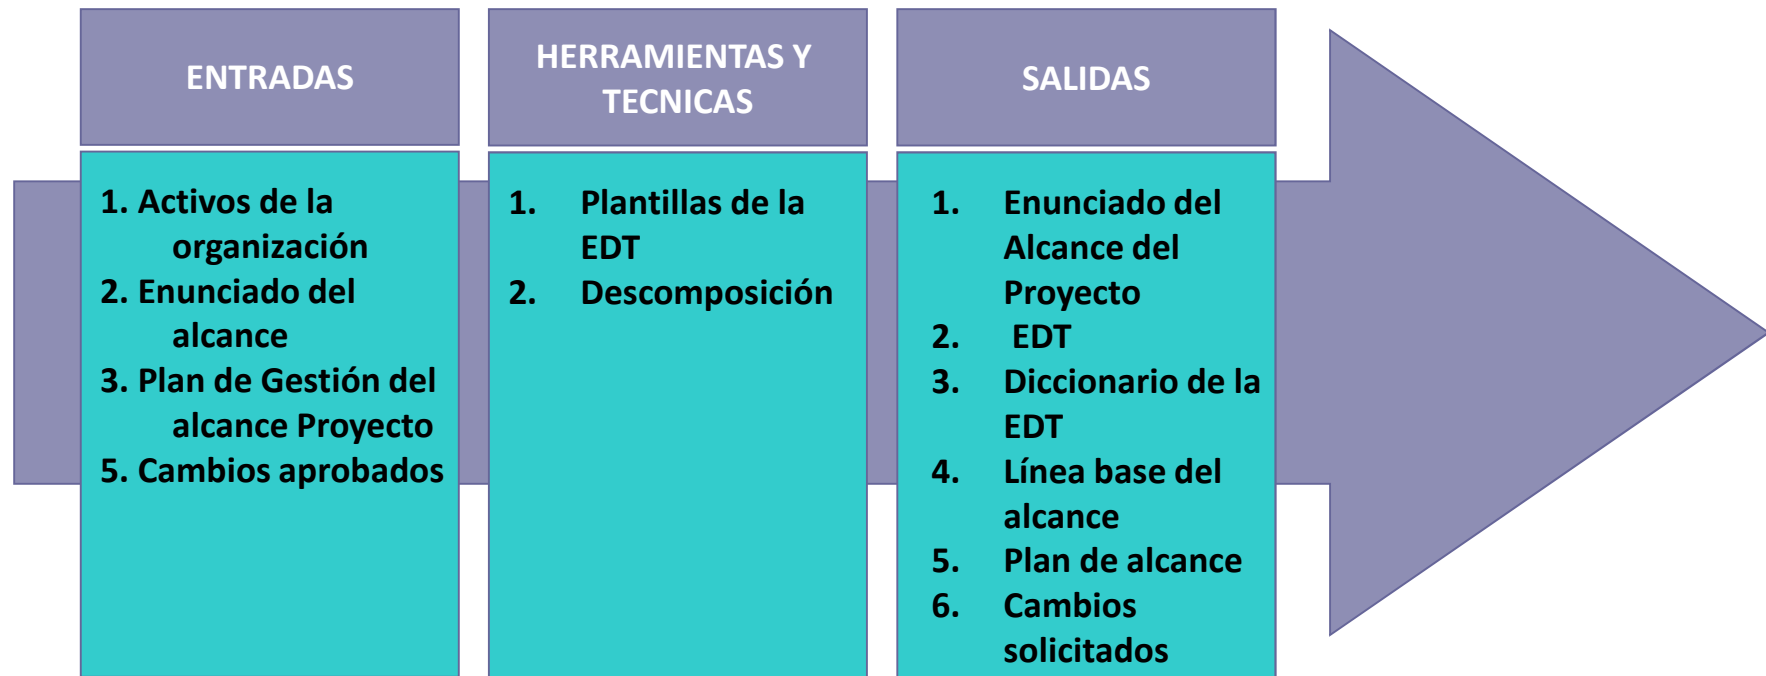 ENTRADAS
1. Activos de la
organización
2. Enunciado del
alcance
3. Plan de Gestión del
alcance Proyecto
5. Cambios aprobados
HERRAMIENTAS Y
TECNICAS
1. Plantillas de la
EDT
2. Descomposición
SALIDAS
1. Enunciado del
Alcance del
Proyecto
2. EDT
3. Diccionario de la
EDT
4. Línea base del
alcance
5. Plan de alcance
6. Cambios
solicitados